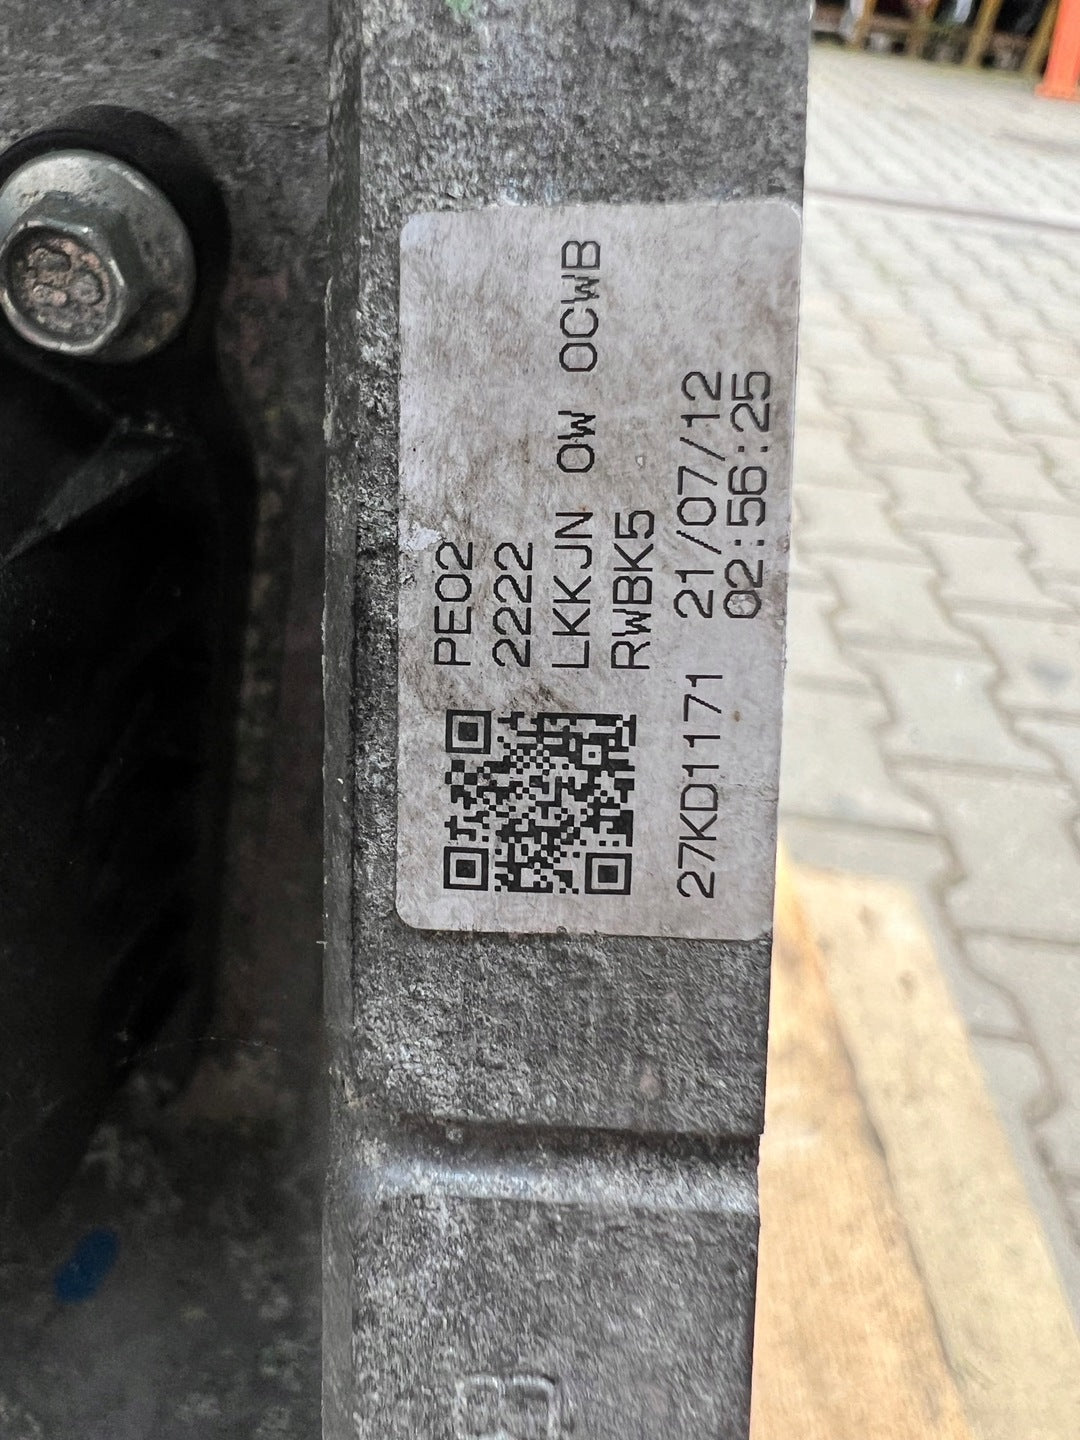 PE02
2222
LKKJN 0W 0CWB
RWBK5
27KD1171 21/07/12
02:56:25